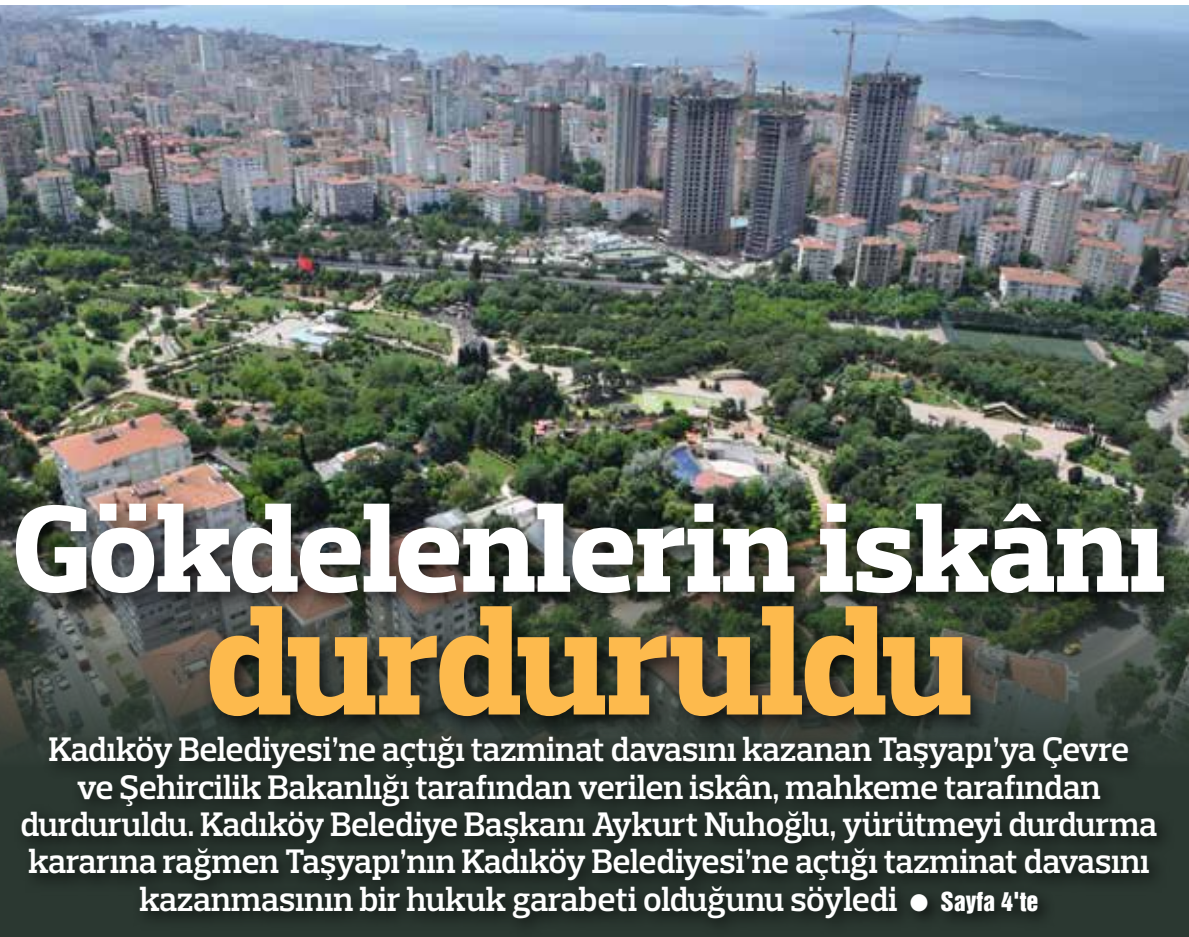 Gökdelenlerin iskânı
durduruldu
Kadıköy Belediyesi’ne açtığı tazminat davasını kazanan Taşyapı’ya Çevre
ve Şehircilik Bakanlığı tarafından verilen iskân, mahkeme tarafından
durduruldu. Kadıköy Belediye Başkanı Aykurt Nuhoğlu, yürütmeyi durdurma
kararına rağmen Taşyapı’nın Kadıköy Belediyesi’ne açtığı tazminat davasını
kazanmasının bir hukuk garabeti olduğunu söyledi ● Sayfa 4'te